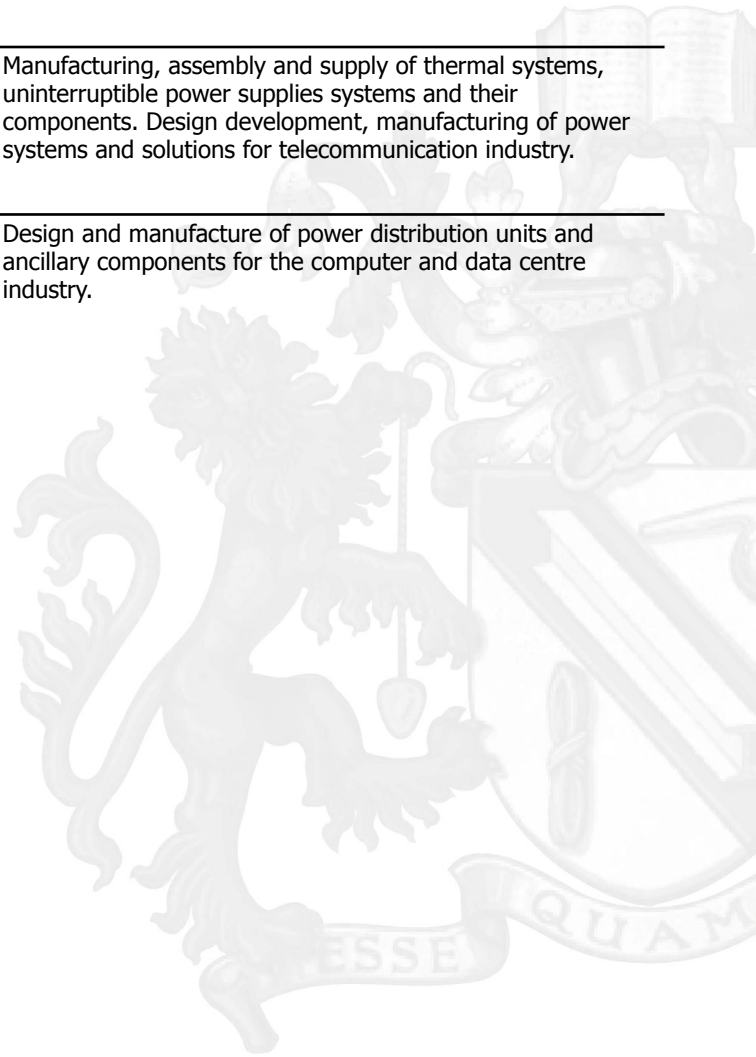 Manufacturing, assembly and supply of thermal systems,
uninterruptible power supplies systems and their
components. Design development, manufacturing of power
systems and solutions for telecommunication industry.
Design and manufacture of power distribution units and
ancillary components for the computer and data centre
industry.
ESSE QUAM